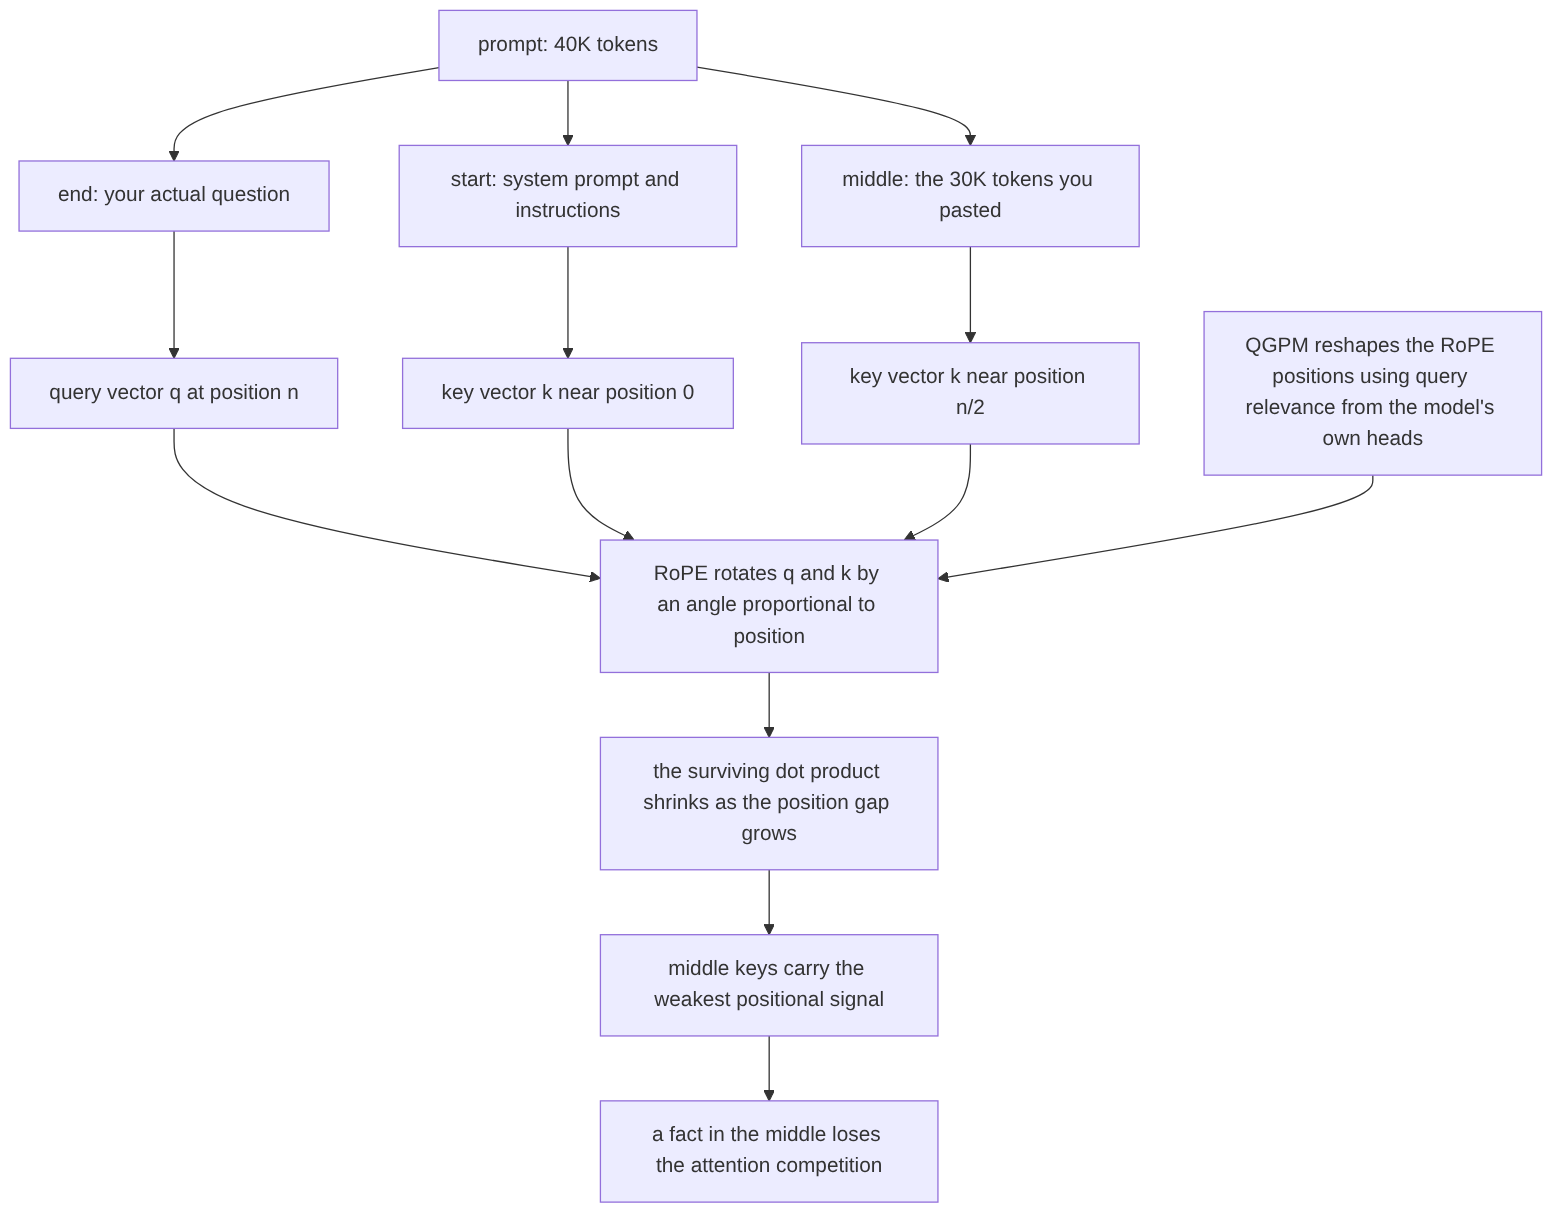 prompt: 40K tokens
end: your actual question
start: system prompt and
instructions
middle: the 30K tokens you
pasted
query vector q at position n
key vector k near position 0
key vector k near position
n/2
QGPM reshapes the RoPE
positions using query
relevance from the model's
own heads
RoPE rotates q and k by
an angle proportional to
position
the surviving dot product
shrinks as the position gap
grows
middle keys carry the
weakest positional signal
a fact in the middle loses
the attention competition